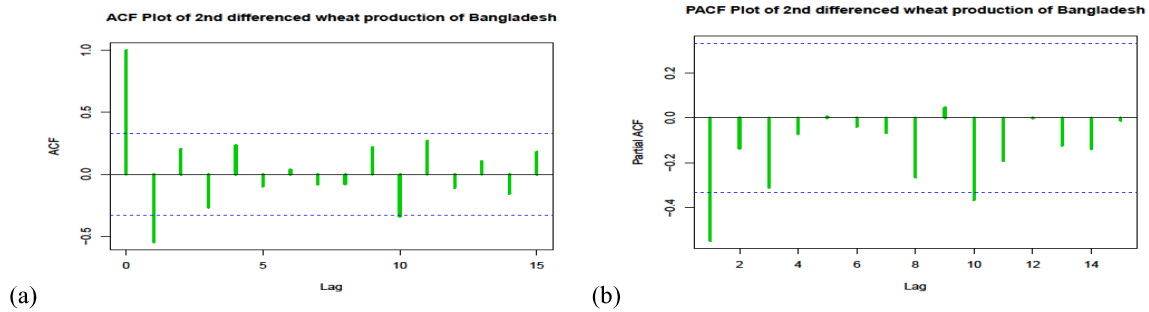 ACF Plot of 2nd differenced wheat production of Bangladesh
1.0
0.5
0.0
−0.5
ACF
0 5 10 15
Lag
(a)
PACF Plot of 2nd differenced wheat production of Bangladesh
0.2
0.0
−0.2
−0.4
Partial ACF
2 4 6 8 10 12 14
Lag
(b)